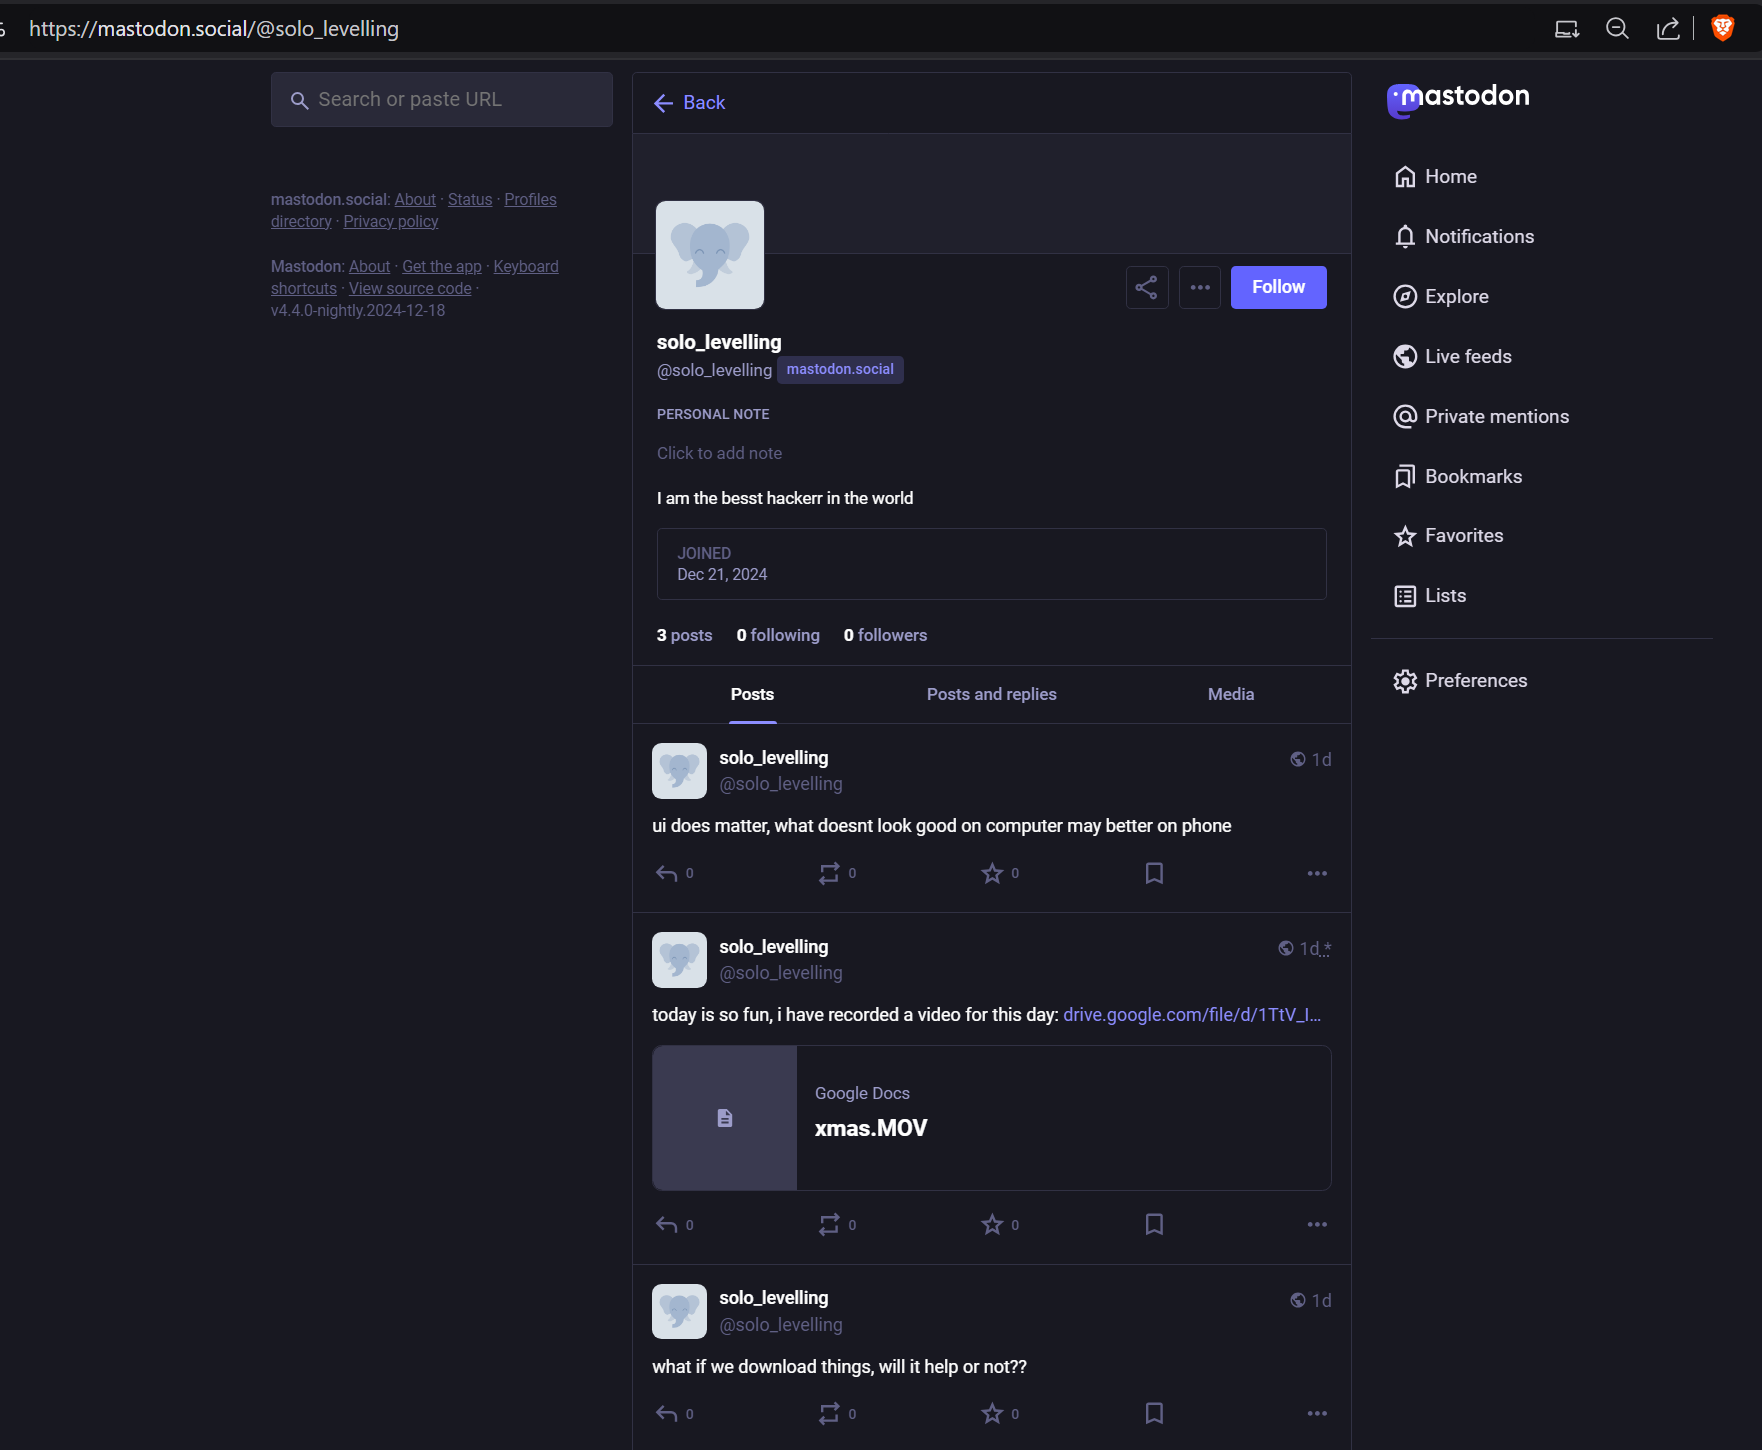 https://mastodon.social/@solo_levelling
Search or paste URL
mastodon.social: About · Status · Profiles
directory · Privacy policy
Mastodon: About · Get the app · Keyboard
shortcuts · View source code ·
v4.4.0-nightly.2024-12-18
Back
Follow
solo_levelling
@solo_levelling mastodon.social
PERSONAL NOTE
Click to add note
I am the besst hackerr in the world
JOINED
Dec 21, 2024
3 posts 0 following 0 followers
Posts Posts and replies Media
solo_levelling 1d
@solo_levelling
ui does matter, what doesnt look good on computer may better on phone
0 0 0
solo_levelling 1d *
@solo_levelling
today is so fun, i have recorded a video for this day: drive.google.com/file/d/1TtV_I…
Google Docs
xmas.MOV
0 0 0
solo_levelling 1d
@solo_levelling
what if we download things, will it help or not??
0 0 0
mastodon
Home
Notifications
Explore
Live feeds
Private mentions
Bookmarks
Favorites
Lists
Preferences